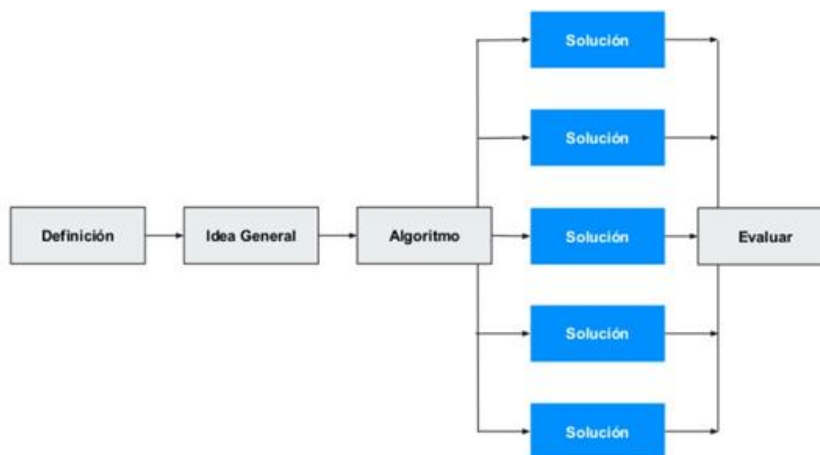 Solución
Solución
Definición
Idea General
Algoritmo
Solución
Evaluar
Solución
Solución